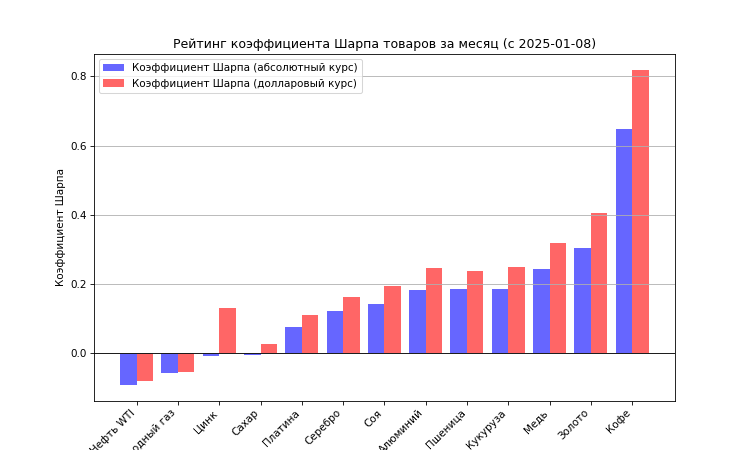 Рейтинг коэффициента Шарпа товаров за месяц (с 2025-01-08)
Коэффициент Шарпа (абсолютный курс)
Коэффициент Шарпа (долларовый курс)
Коэффициент Шарпа
0.8
0.6
0.4
0.2
0.0
Нефть WTI
одный газ
Цинк
Сахар
Платина
Серебро
Соя
Алюминий
Пшеница
Кукуруза
Медь
Золото
Кофе